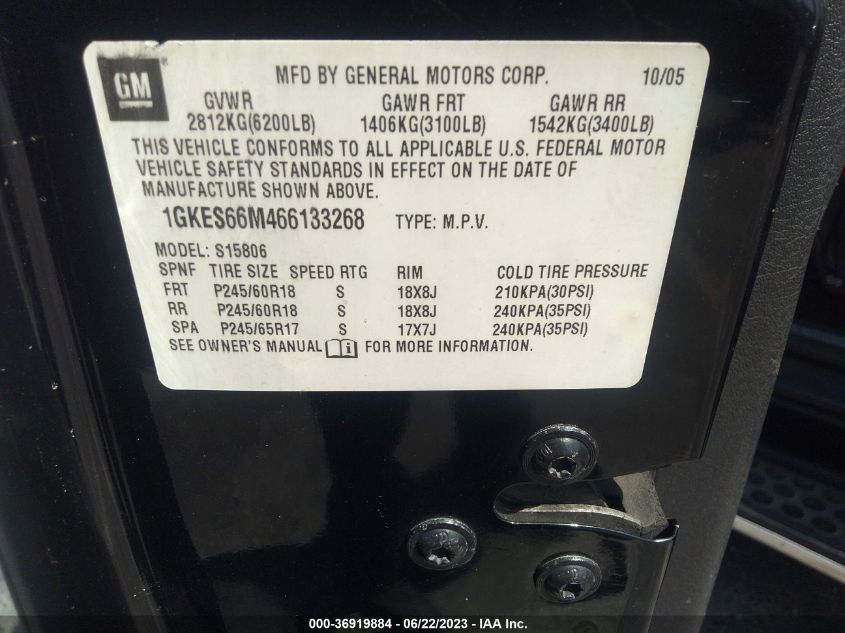 GM ® MFD BY GENERAL MOTORS CORP. 10/05
GVWR GAWR FRT GAWR RR
2812KG(6200LB) 1406KG(3100LB) 1542KG(3400LB)
THIS VEHICLE CONFORMS TO ALL APPLICABLE U.S. FEDERAL MOTOR
VEHICLE SAFETY STANDARDS IN EFFECT ON THE DATE OF
MANUFACTURE SHOWN ABOVE.
1GKES66M466133268 TYPE: M.P.V.
MODEL: S15806
SPNF TIRE SIZE SPEED RTG RIM COLD TIRE PRESSURE
FRT P245/60R18 S 18X8J 210KPA(30PSI)
RR P245/60R18 S 18X8J 240KPA(35PSI)
SPA P245/65R17 S 17X7J 240KPA(35PSI)
SEE OWNER'S MANUAL i FOR MORE INFORMATION.
000-36919884 - 06/22/2023 - IAA Inc.